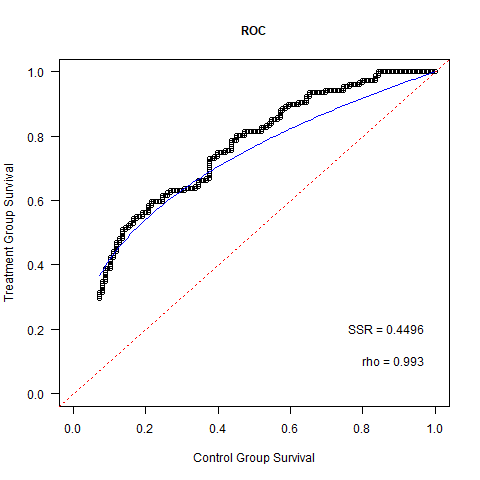 ROC
Treatment Group Survival
1.0
0.8
0.6
0.4
0.2
0.0
SSR = 0.4496
rho = 0.993
0.0 0.2 0.4 0.6 0.8 1.0
Control Group Survival